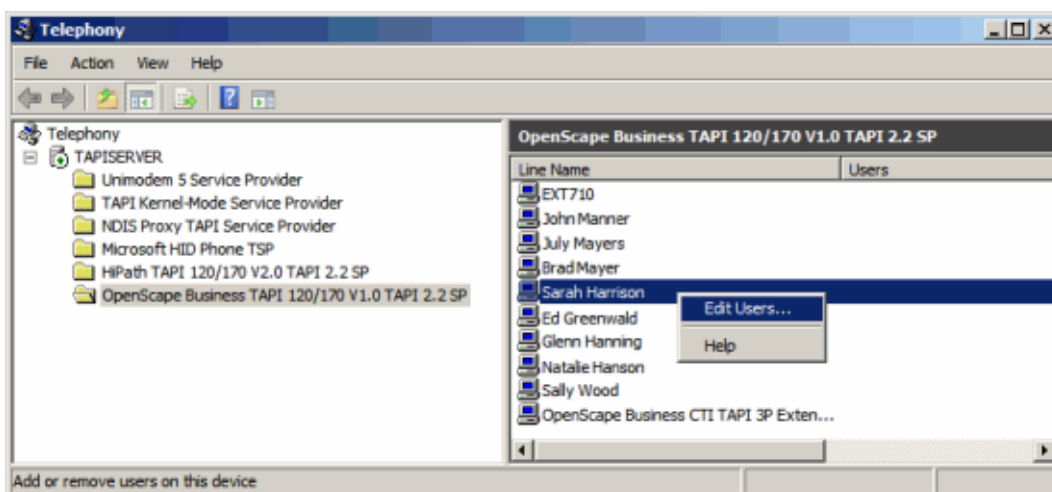 Telephony
File Action View Help
Telephony
TAPISERVER
Unimodem 5 Service Provider
TAPI Kernel-Mode Service Provider
NDIS Proxy TAPI Service Provider
Microsoft HID Phone TSP
HiPath TAPI 120/170 V2.0 TAPI 2.2 SP
OpenScape Business TAPI 120/170 V1.0 TAPI 2.2 SP
OpenScape Business TAPI 120/170 V1.0 TAPI 2.2 SP
Line Name Users
EXT710
John Manner
July Mayers
Brad Mayer
Sarah Harrison
Ed Greenwald
Glenn Hanning
Natalie Hanson
Sally Wood
OpenScape Business CTI TAPI 3P Exten...
Edit Users...
Help
Add or remove users on this device